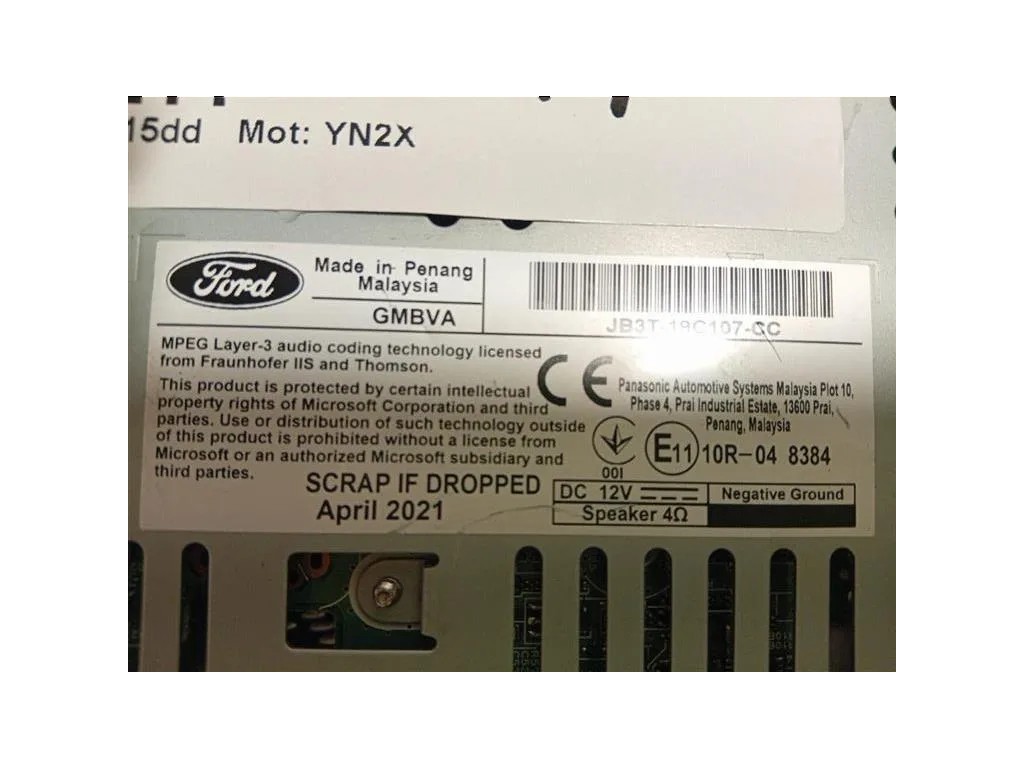 15dd Mot: YN2X
Ford
Made in Penang
Malaysia
GMBVA
JB3T-18C107-CC
MPEG Layer-3 audio coding technology licensed
from Fraunhofer IIS and Thomson.
This product is protected by certain intellectual
property rights of Microsoft Corporation and third
parties. Use or distribution of such technology outside
of this product is prohibited without a license from
Microsoft or an authorized Microsoft subsidiary and
third parties.
SCRAP IF DROPPED
April 2021
CE
Panasonic Automotive Systems Malaysia Plot 10,
Phase 4, Prai Industrial Estate, 13600 Prai,
Penang, Malaysia
001
E11 10R-04 8384
DC 12V
Negative Ground
Speaker 4Ω